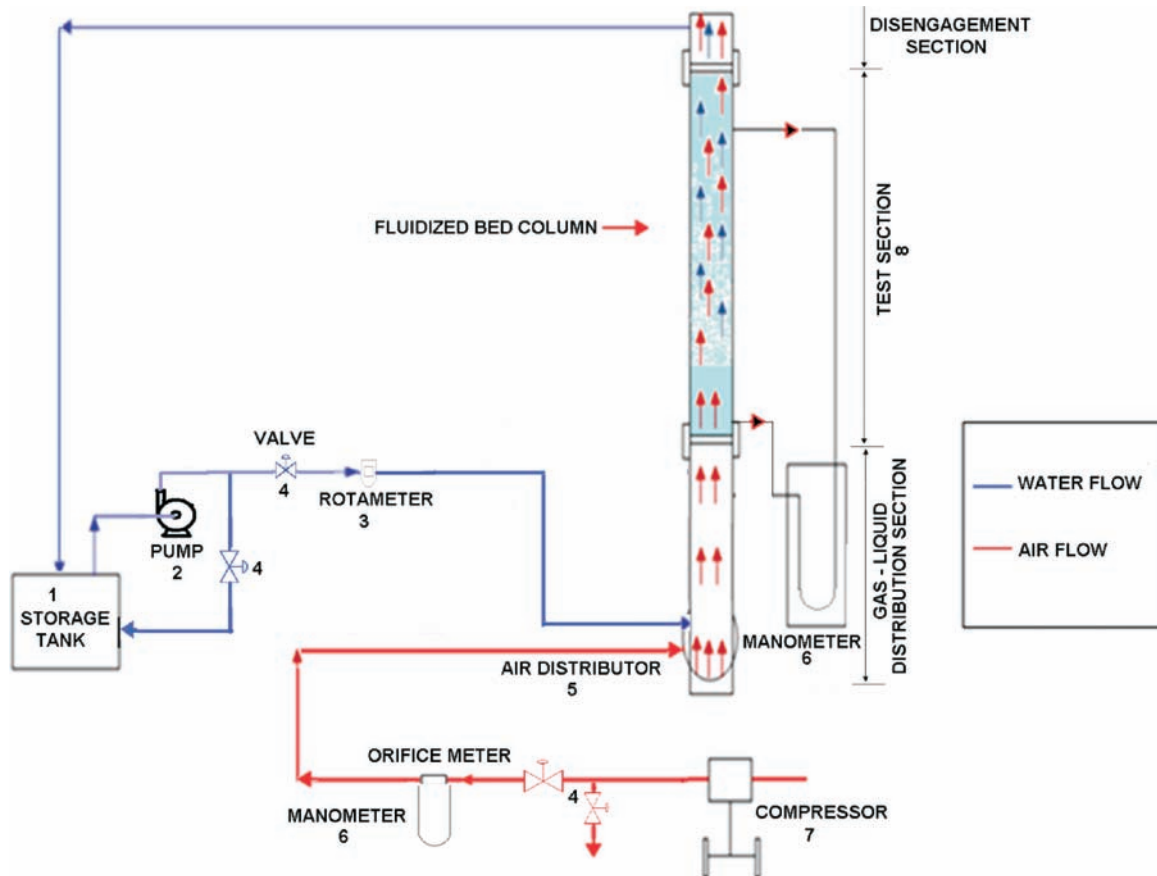 DISENGAGEMENT
SECTION
FLUIDIZED BED COLUMN
TEST SECTION
8
VALVE
4
ROTAMETER
3
PUMP
2
4
1
STORAGE
TANK
GAS - LIQUID
DISTRIBUTION SECTION
WATER FLOW
AIR FLOW
MANOMETER
6
AIR DISTRIBUTOR
5
ORIFICE METER
4
MANOMETER
6
COMPRESSOR
7